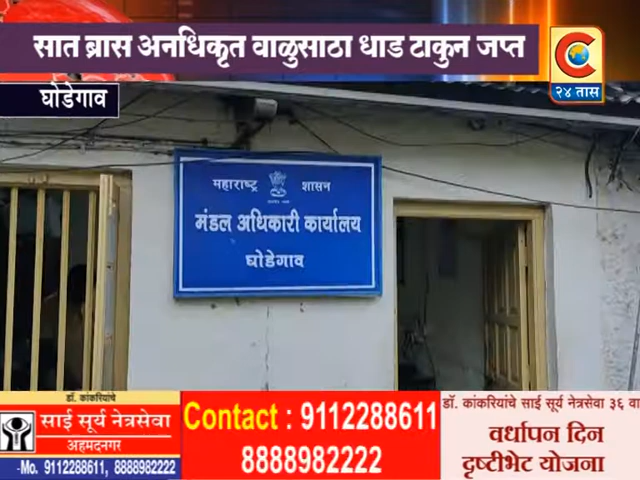 सात ब्रास अनधिकृत वाळुसाठा धाड टाकुन जप्त
C
२४ तास
घोडेगाव
महाराष्ट्र शासन
मंडल अधिकारी कार्यालय
घोडेगाव
डॉ. कांकरियांचे
साई सूर्य नेत्रसेवा
अहमदनगर
-Mo. 9112288611, 8888982222
Contact : 9112288611
8888982222
डॉ. कांकरियांचे साई सूर्य नेत्रसेवा ३६ वा
वर्धापन दिन
दृष्टीभेट योजना